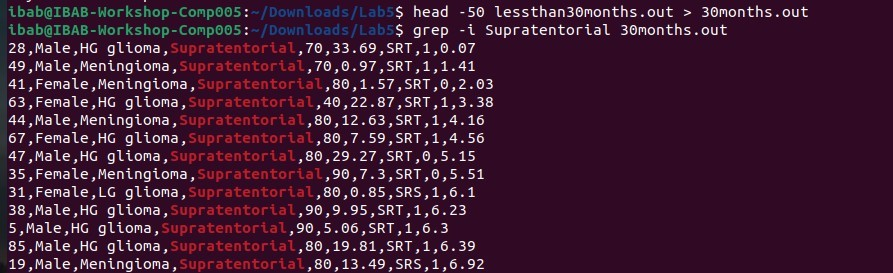 ibab@IBAB-Workshop-Comp005:~/Downloads/Lab5$ head -50 lessthan30months.out > 30months.out
ibab@IBAB-Workshop-Comp005:~/Downloads/Lab5$ grep -i Supratentorial 30months.out
28,Male,HG glioma,Supratentorial,70,33.69,SRT,1,0.07
49,Male,Meningioma,Supratentorial,70,0.97,SRT,1,1.41
41,Female,Meningioma,Supratentorial,80,1.57,SRT,0,2.03
63,Female,HG glioma,Supratentorial,40,22.87,SRT,1,3.38
44,Male,Meningioma,Supratentorial,80,12.63,SRT,1,4.16
67,Female,HG glioma,Supratentorial,80,7.59,SRT,1,4.56
47,Male,HG glioma,Supratentorial,80,29.27,SRT,0,5.15
35,Female,Meningioma,Supratentorial,90,7.3,SRT,0,5.51
31,Female,LG glioma,Supratentorial,80,0.85,SRS,1,6.1
38,Male,HG glioma,Supratentorial,90,9.95,SRT,1,6.23
5,Male,HG glioma,Supratentorial,90,5.06,SRT,1,6.3
85,Male,HG glioma,Supratentorial,80,19.81,SRT,1,6.39
19,Male,Meningioma,Supratentorial,80,13.49,SRS,1,6.92